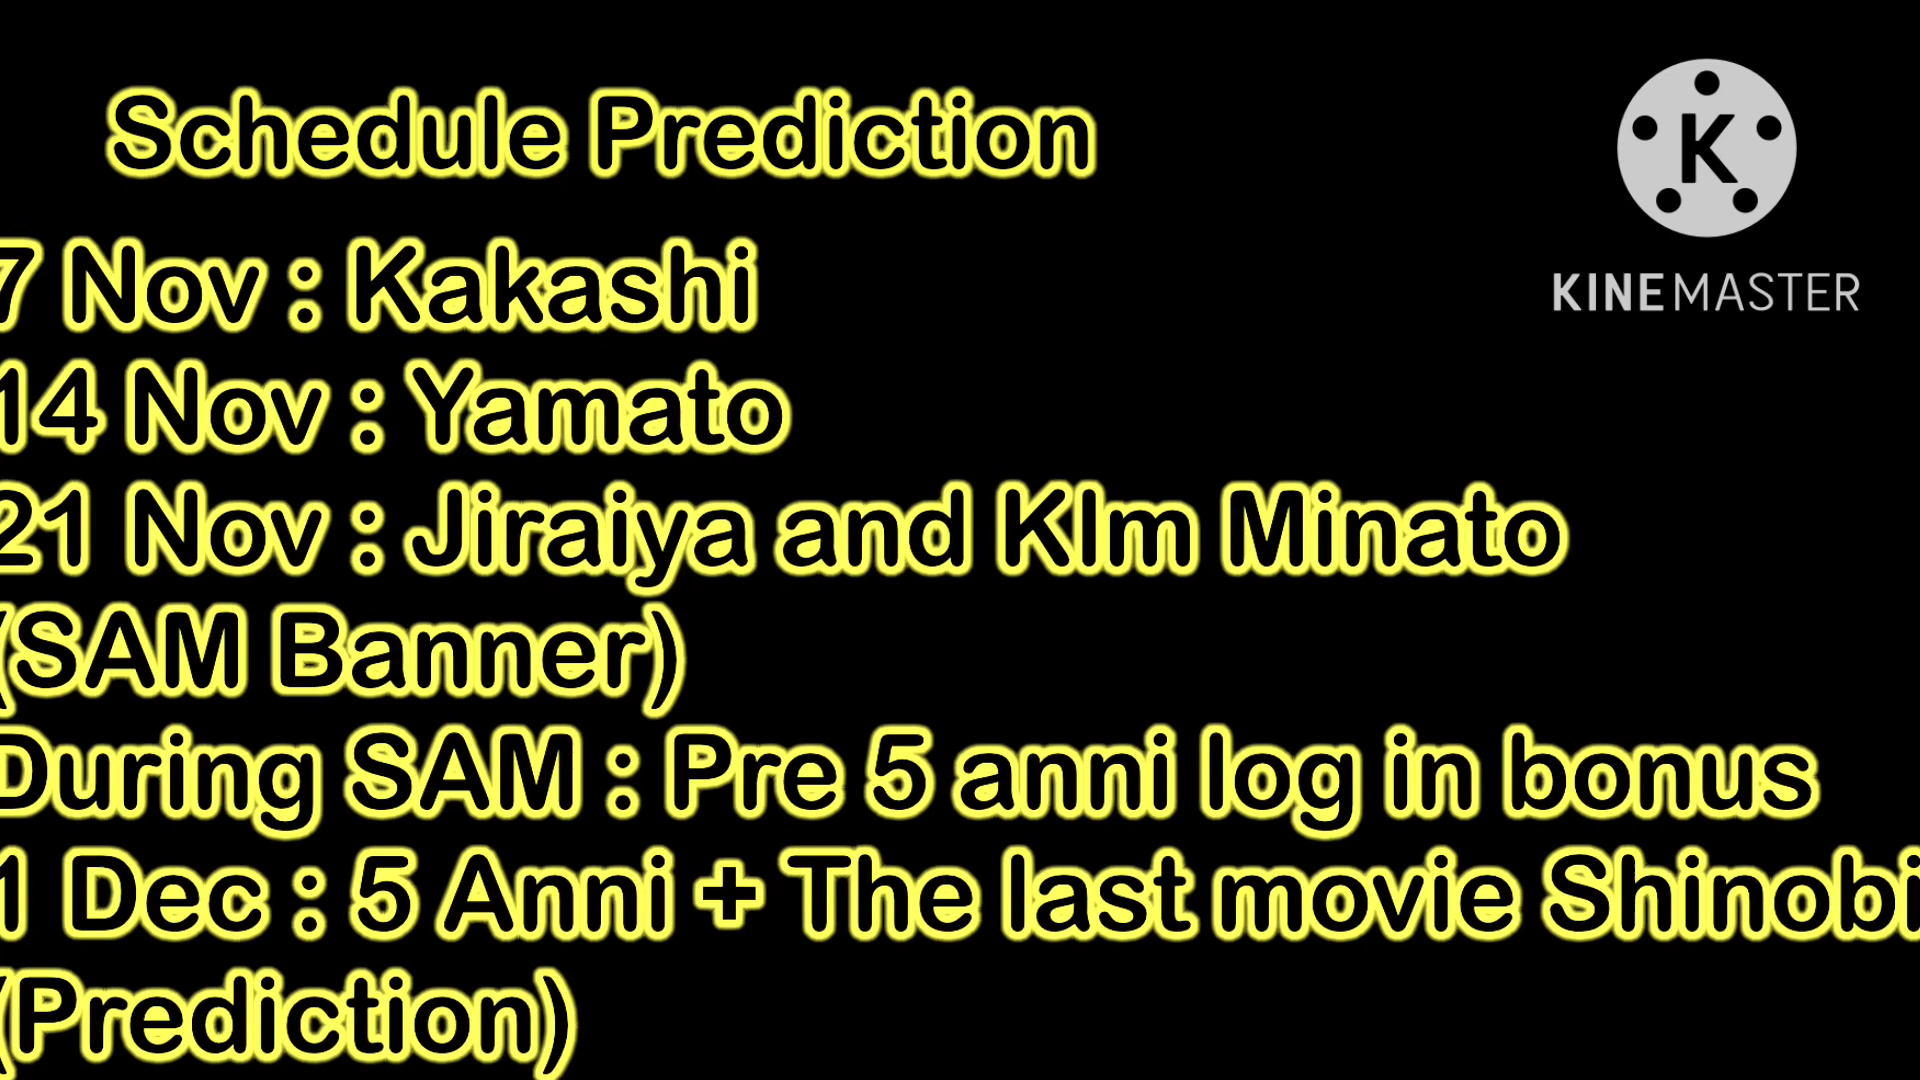 Schedule Prediction
KINEMASTER
7 Nov : Kakashi
14 Nov : Yamato
21 Nov : Jiraiya and KIm Minato
(SAM Banner)
During SAM : Pre 5 anni log in bonus
1 Dec : 5 Anni + The last movie Shinobi
(Prediction)